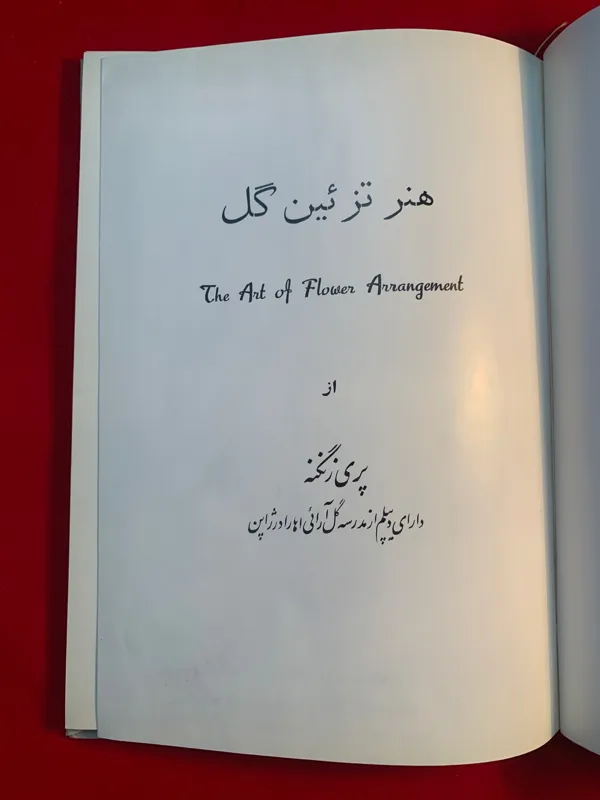 هنر تزئین گل
The Art of Flower Arrangement
از
پری زنگنه
دارای دیپلم از مدرسه گل آرائی اهارا در ژاپن